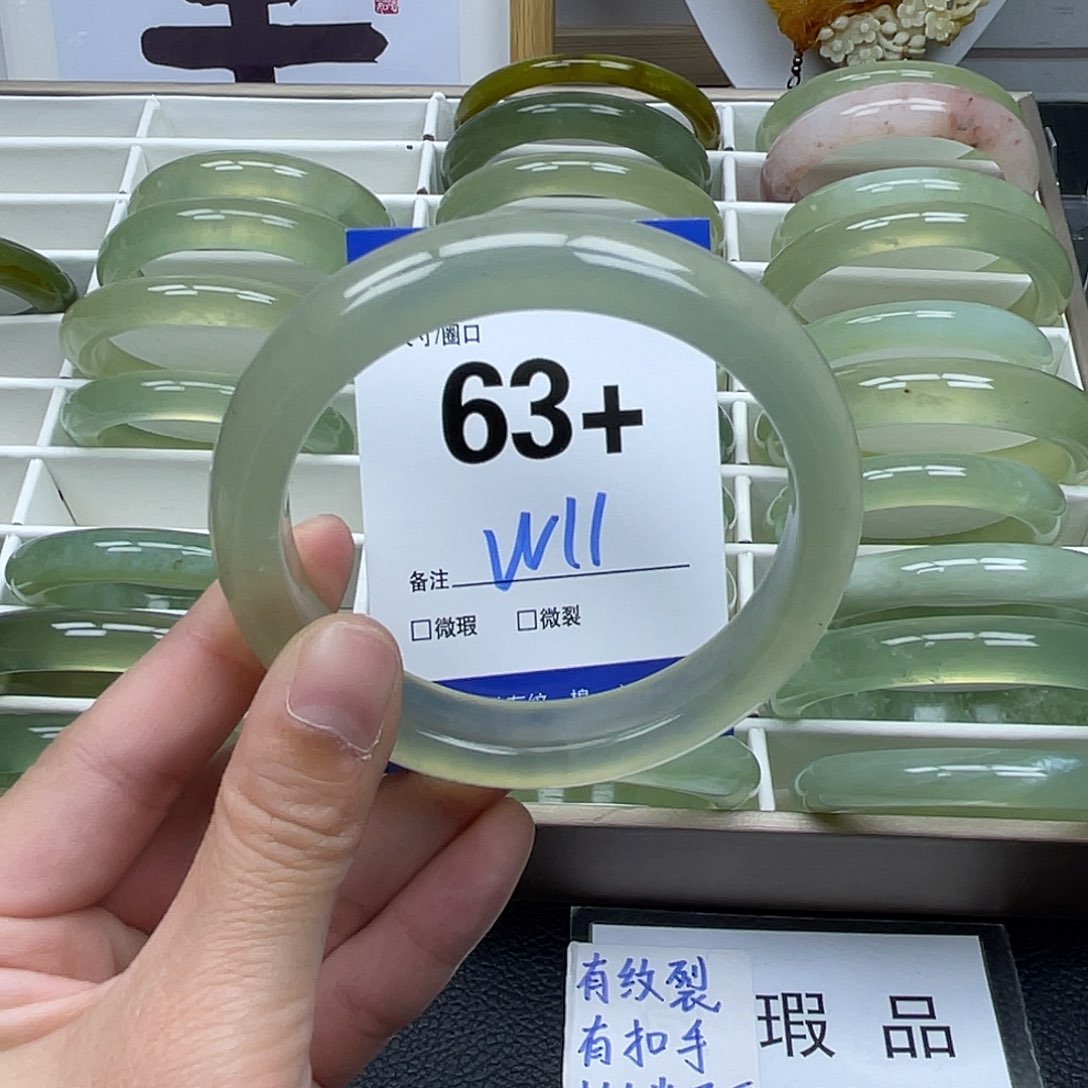 寸/圈口
63+
W11
备注
□微瑕 □微裂
有纹裂
有扣手
瑕 品